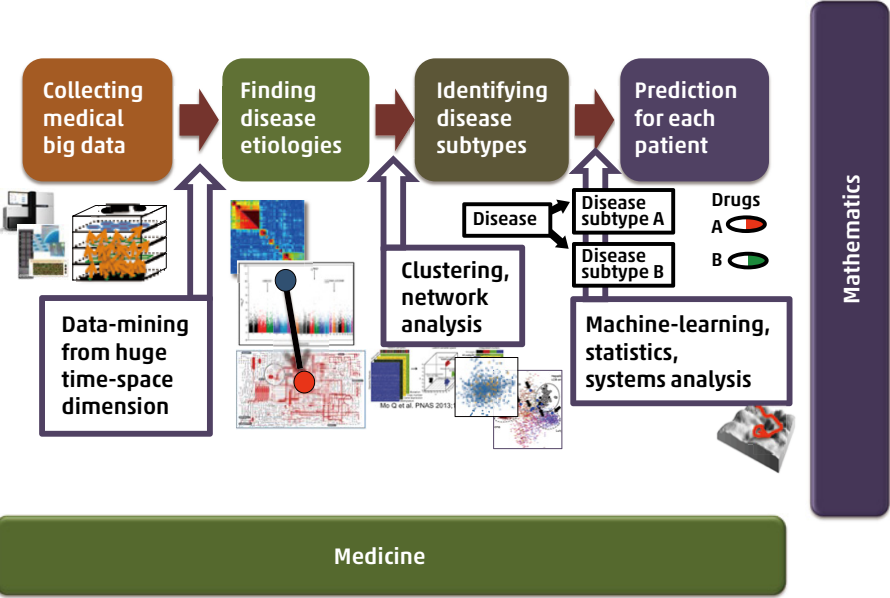 Collecting
medical
big data
Finding
disease
etiologies
Identifying
disease
subtypes
Prediction
for each
patient
Mathematics
Disease
Disease
subtype A
Disease
subtype B
Drugs
A
B
Data-mining
from huge
time-space
dimension
Clustering,
network
analysis
Machine-learning,
statistics,
systems analysis
Mo Q et al. PNAS 2013;
Medicine